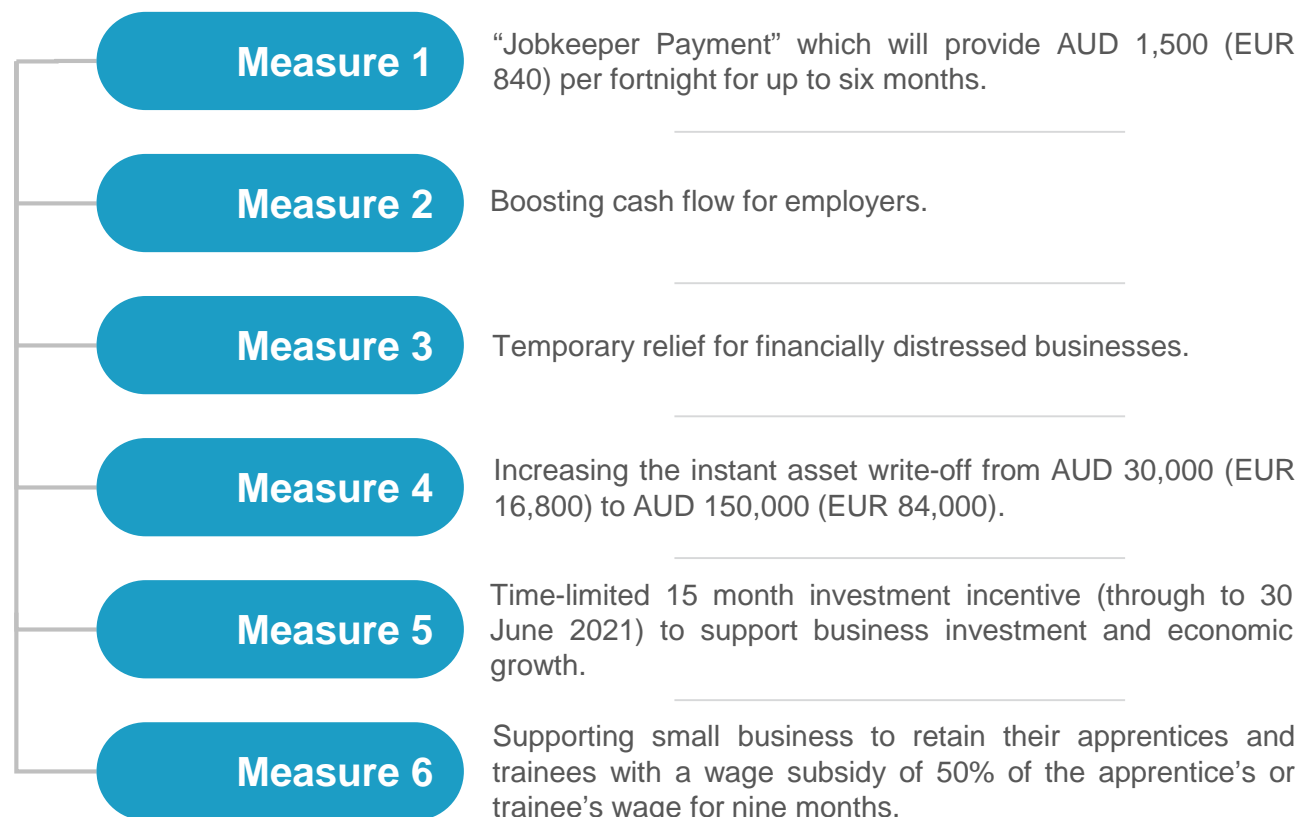 Measure 1
“Jobkeeper Payment” which will provide AUD 1,500 (EUR
840) per fortnight for up to six months.
Measure 2
Boosting cash flow for employers.
Measure 3
Temporary relief for financially distressed businesses.
Measure 4
Increasing the instant asset write-off from AUD 30,000 (EUR
16,800) to AUD 150,000 (EUR 84,000).
Measure 5
Time-limited 15 month investment incentive (through to 30
June 2021) to support business investment and economic
growth.
Measure 6
Supporting small business to retain their apprentices and
trainees with a wage subsidy of 50% of the apprentice’s or
trainee’s wage for nine months.